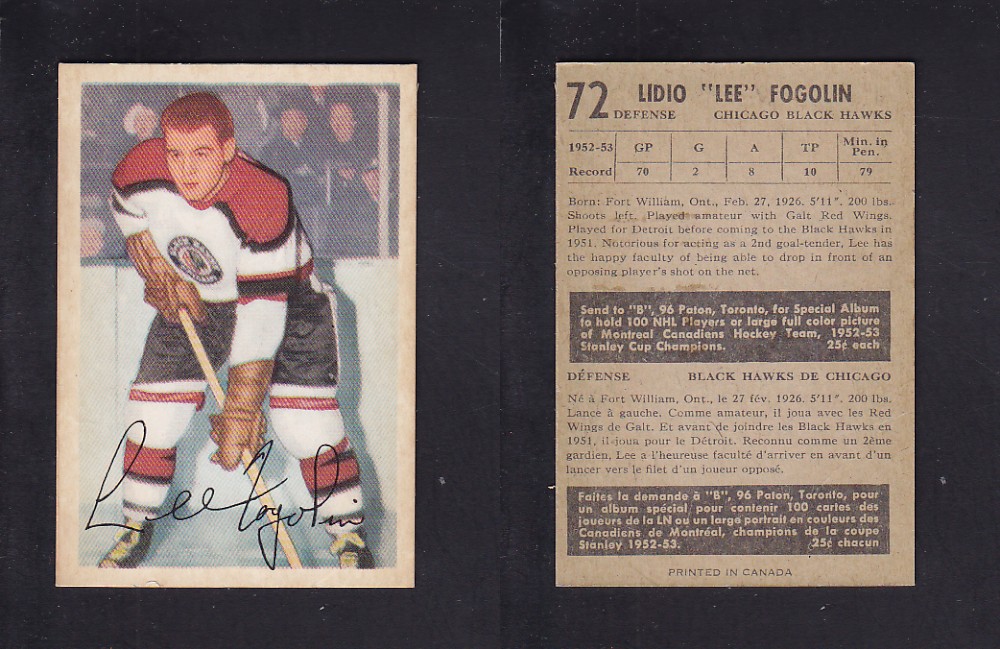 Lee Fogolin
72 LIDIO "LEE" FOGOLIN
DEFENSE CHICAGO BLACK HAWKS
1952-53 GP G A TP Min. in Pen.
Record 70 2 8 10 79
Born: Fort William, Ont., Feb. 27, 1926. 5'11". 200 lbs.
Shoots left. Played amateur with Galt Red Wings.
Played for Detroit before coming to the Black Hawks in
1951. Notorious for acting as a 2nd goal-tender, Lee has
the happy faculty of being able to drop in front of an
opposing player's shot on the net.
Send to "B", 96 Paton, Toronto, for Special Album
to hold 100 NHL Players or large full color picture
of Montreal Canadiens Hockey Team, 1952-53
Stanley Cup Champions. 25¢ each
DÉFENSE BLACK HAWKS DE CHICAGO
Né à Fort William, Ont., le 27 fév. 1926. 5'11". 200 lbs.
Lance à gauche. Comme amateur, il joua avec les Red
Wings de Galt. Et avant de joindre les Black Hawks en
1951, il joua pour le Détroit. Reconnu comme un 2ème
gardien, Lee a l'heureuse faculté d'arriver en avant d'un
lancer vers le filet d'un joueur opposé.
Faites la demande à "B", 96 Paton, Toronto, pour
un album spécial pour contenir 100 cartes des
joueurs de la LN ou un large portrait en couleurs des
Canadiens de Montréal, champions de la coupe
Stanley 1952-53. 25¢ chacun
PRINTED IN CANADA